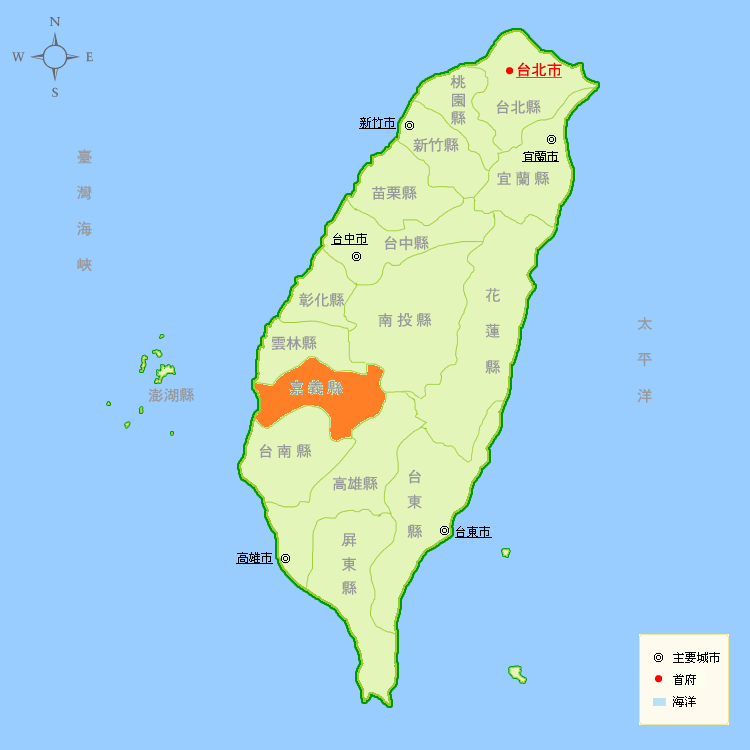 N
W
E
S
台北市
桃園縣
台北縣
新竹市
新竹縣
宜蘭市
臺灣海峽
宜蘭縣
苗栗縣
台中市
台中縣
彰化縣
花蓮縣
南投縣
太平洋
雲林縣
嘉義縣
澎湖縣
台南縣
高雄縣
台東縣
台東市
屏東縣
高雄市
主要城市
首府
海洋